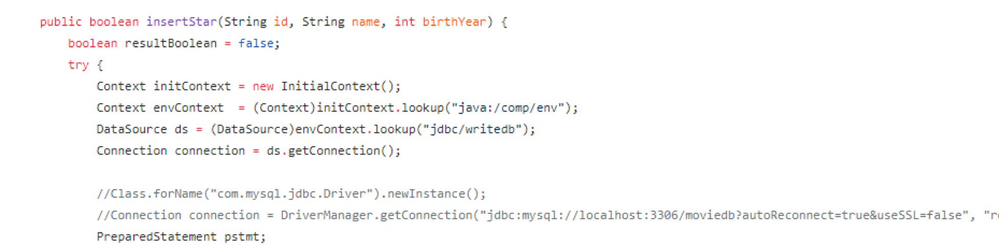 public boolean insertStar(String id, String name, int birthYear) {
boolean resultBoolean = false;
try {
Context initContext = new InitialContext();
Context envContext  = (Context)initContext.lookup("java:/comp/env");
DataSource ds = (DataSource)envContext.lookup("jdbc/writedb");
Connection connection = ds.getConnection();
//Class.forName("com.mysql.jdbc.Driver").newInstance();
//Connection connection = DriverManager.getConnection("jdbc:mysql://localhost:3306/moviedb?autoReconnect=true&useSSL=false",
PreparedStatement pstmt;